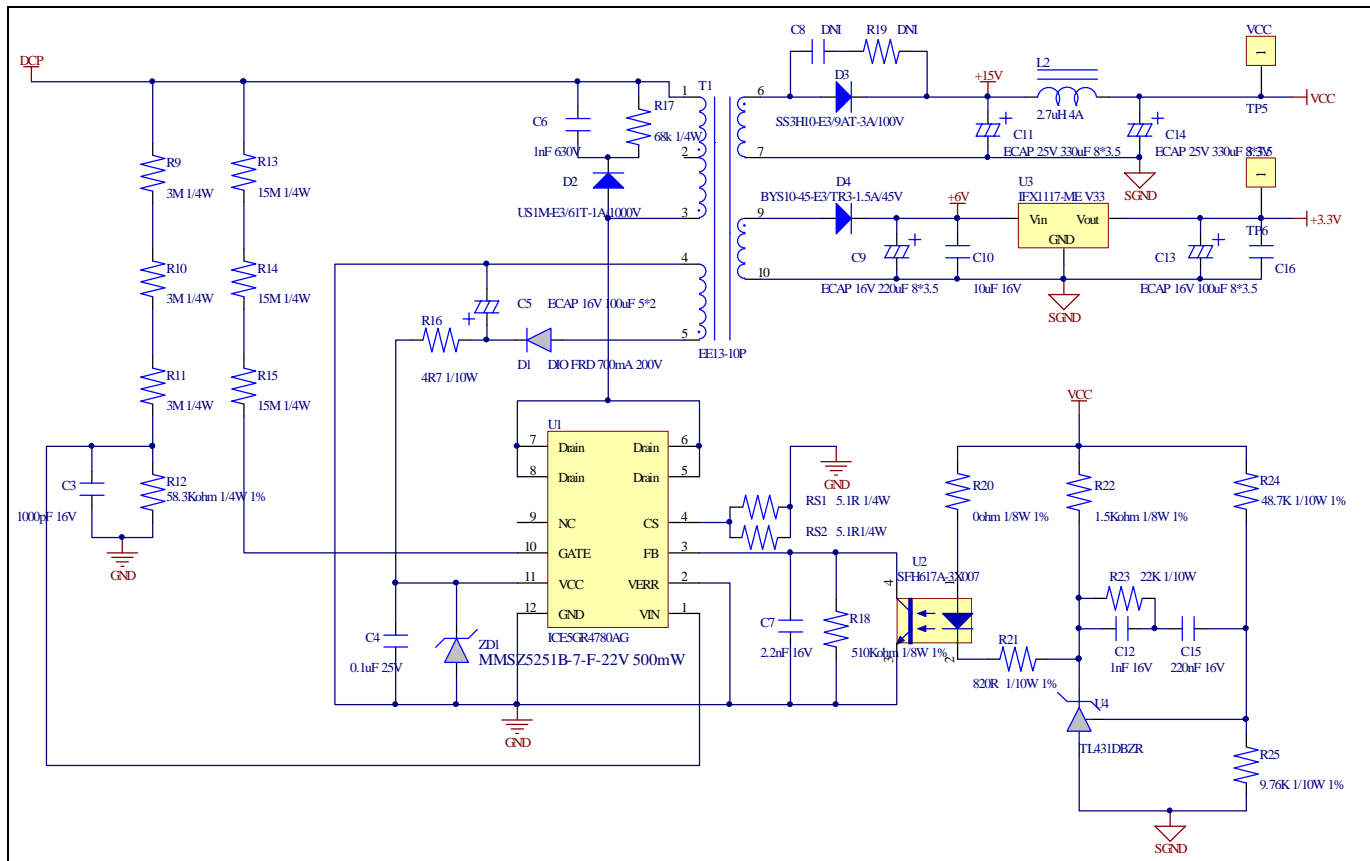 DCP
C8
DNI
R19
DNI
VCC
1
D3
+15V
L2
T1
1
6
R17
68k 1/4W
C6
1nF 630V
SS3H10-E3/9AT-3A/100V
C11
ECAP 25V 330uF 8*3.5
2.7uH 4A
TP5
VCC
C14
ECAP 25V 330uF 8*3.5
3.3V
1
2
7
SGND
R9
3M 1/4W
R13
15M 1/4W
D2
US1M-E3/61T-1A/1000V
3
D4
BYS10-45-E3/TR3-1.5A/45V
9
+6V
U3
IFX1117-ME V33
Vin
Vout
GND
+3.3V
TP6
R10
3M 1/4W
R14
15M 1/4W
4
10
C9
ECAP 16V 220uF 8*3.5
C10
10uF 16V
C13
ECAP 16V 100uF 8*3.5
C16
SGND
C5
ECAP 16V 100uF 5*2
R16
4R7 1/10W
D1
DIO FRD 700mA 200V
5
EE13-10P
R11
3M 1/4W
R15
15M 1/4W
VCC
U1
7
Drain
Drain
6
8
Drain
Drain
5
9
NC
CS
4
10
GATE
FB
3
11
VCC
VERR
2
12
GND
VIN
1
ICE5GR4780AG
C3
1000pF 16V
R12
58.3Kohm 1/4W 1%
GND
GND
RS1 5.1R 1/4W
RS2 5.1R1/4W
R20
0ohm 1/8W 1%
R22
1.5Kohm 1/8W 1%
R24
48.7K 1/10W 1%
U2
SFH617A-3X007
4
1
3
2
R23
22K 1/10W
C4
0.1uF 25V
ZD1
MMSZ5251B-7-F-22V 500mW
C7
2.2nF 16V
R18
510Kohm 1/8W 1%
R21
820R 1/10W 1%
C12
1nF 16V
C15
220nF 16V
U4
TL431DBZR
GND
R25
9.76K 1/10W 1%
SGND